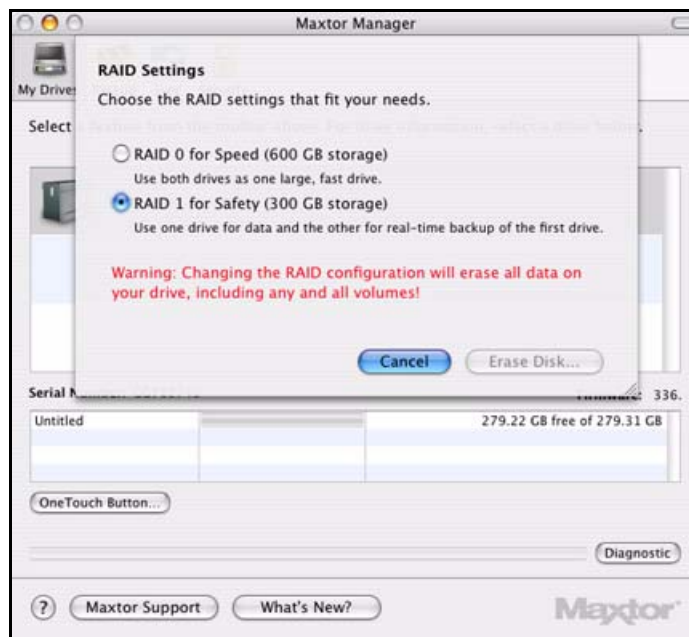 Maxtor Manager
My Drive
RAID Settings
Choose the RAID settings that fit your needs.
Select
RAID 0 for Speed (600 GB storage)
Use both drives as one large, fast drive.
RAID 1 for Safety (300 GB storage)
Use one drive for data and the other for real-time backup of the first drive.
Warning: Changing the RAID configuration will erase all data on
your drive, including any and all volumes!
Cancel
Erase Disk...
Serial 336.
Untitled
279.22 GB free of 279.31 GB
OneTouch Button...
Diagnostic
?
Maxtor Support
What's New?
Maxtor